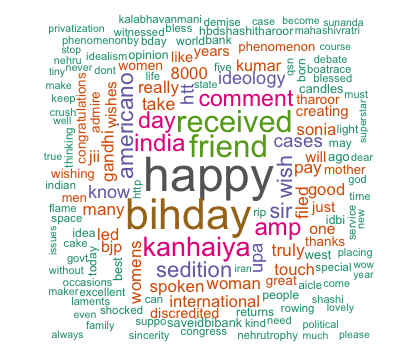 kalabhavanmani
privatization witnessed bless hbdshashitharoor demise case become sunanda
phenomenonby bday worldbank phenomenon by mahashivratri
stop idealism opinion like years phenomenon born debate course
nehru women 8000 kumar five qsn boatrace
tiny never dont life really state ideology candles blessed
make congratulations admire wishes americano htt take comment tharoor must
keep creating
crush day received sonia light superstar
well thinking jii gandhi india friend cases will may
true ago dear
wishing know wish pay mother
indian happy god
men many sir filed good time
flame bihday just idbi service new
space led amp one
issues idea bjp kanhaiya upa truly thanks
cake today womens sedition rip iran touch west placing
govt best http special wow
without spoken woman great year
occasions international people aicle come
maker excellent can discredited returns rowing shashi lovely
laments shocked suppo saveidbibank kind need political
even family congress nehrutrophy much please
always sincerity